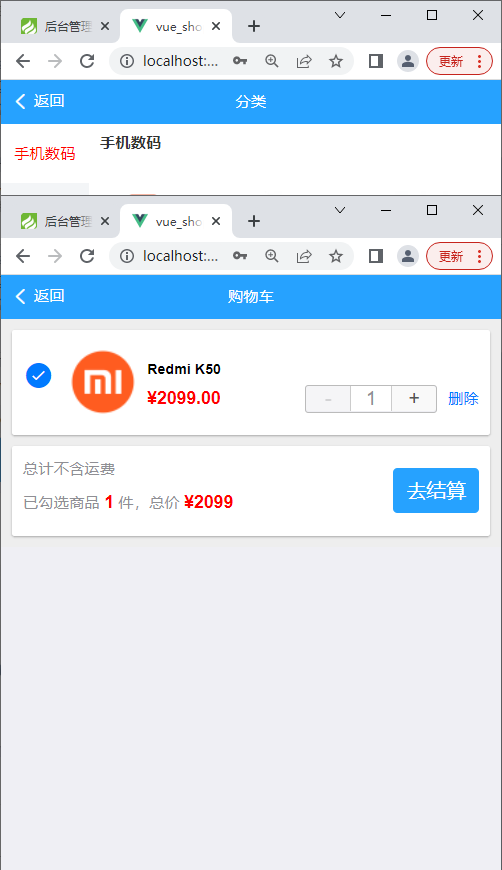 后台管理
vue_sho
localhost:...
更新
返回
分类
手机数码
手机数码
后台管理
vue_sho
localhost:...
更新
返回
购物车
Redmi K50
¥2099.00
- 1 +
删除
总计不含运费
已勾选商品 1 件，总价 ¥2099
去结算